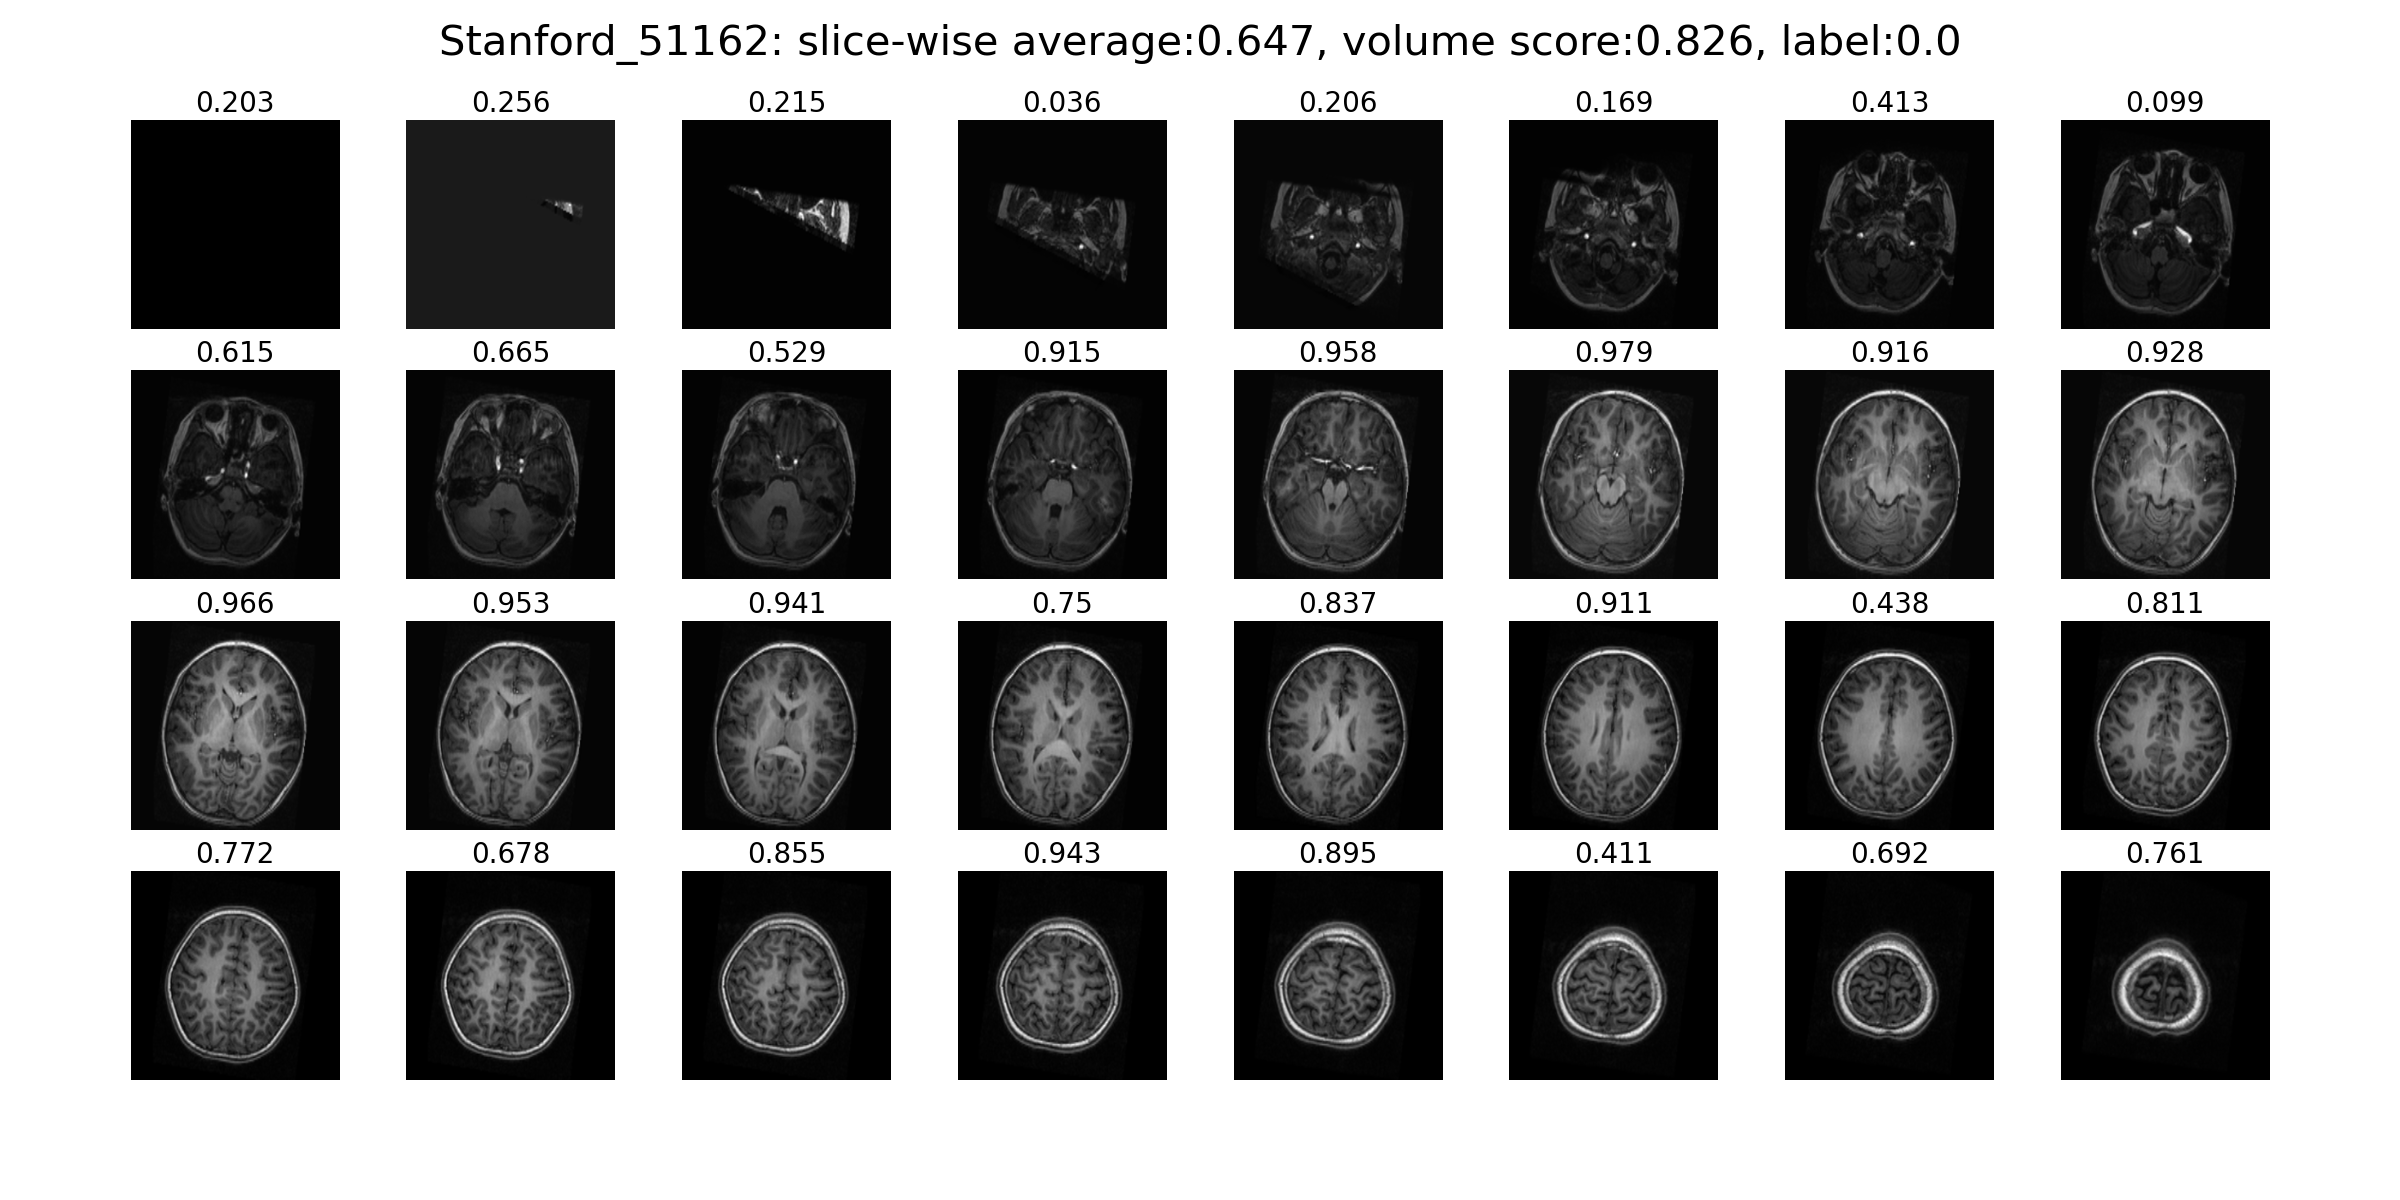 Stanford_51162: slice-wise average:0.647, volume score:0.826, label:0.0
0.203 0.256 0.215 0.036 0.206 0.169 0.413 0.099
0.615 0.665 0.529 0.915 0.958 0.979 0.916 0.928
0.966 0.953 0.941 0.75 0.837 0.911 0.438 0.811
0.772 0.678 0.855 0.943 0.895 0.411 0.692 0.761